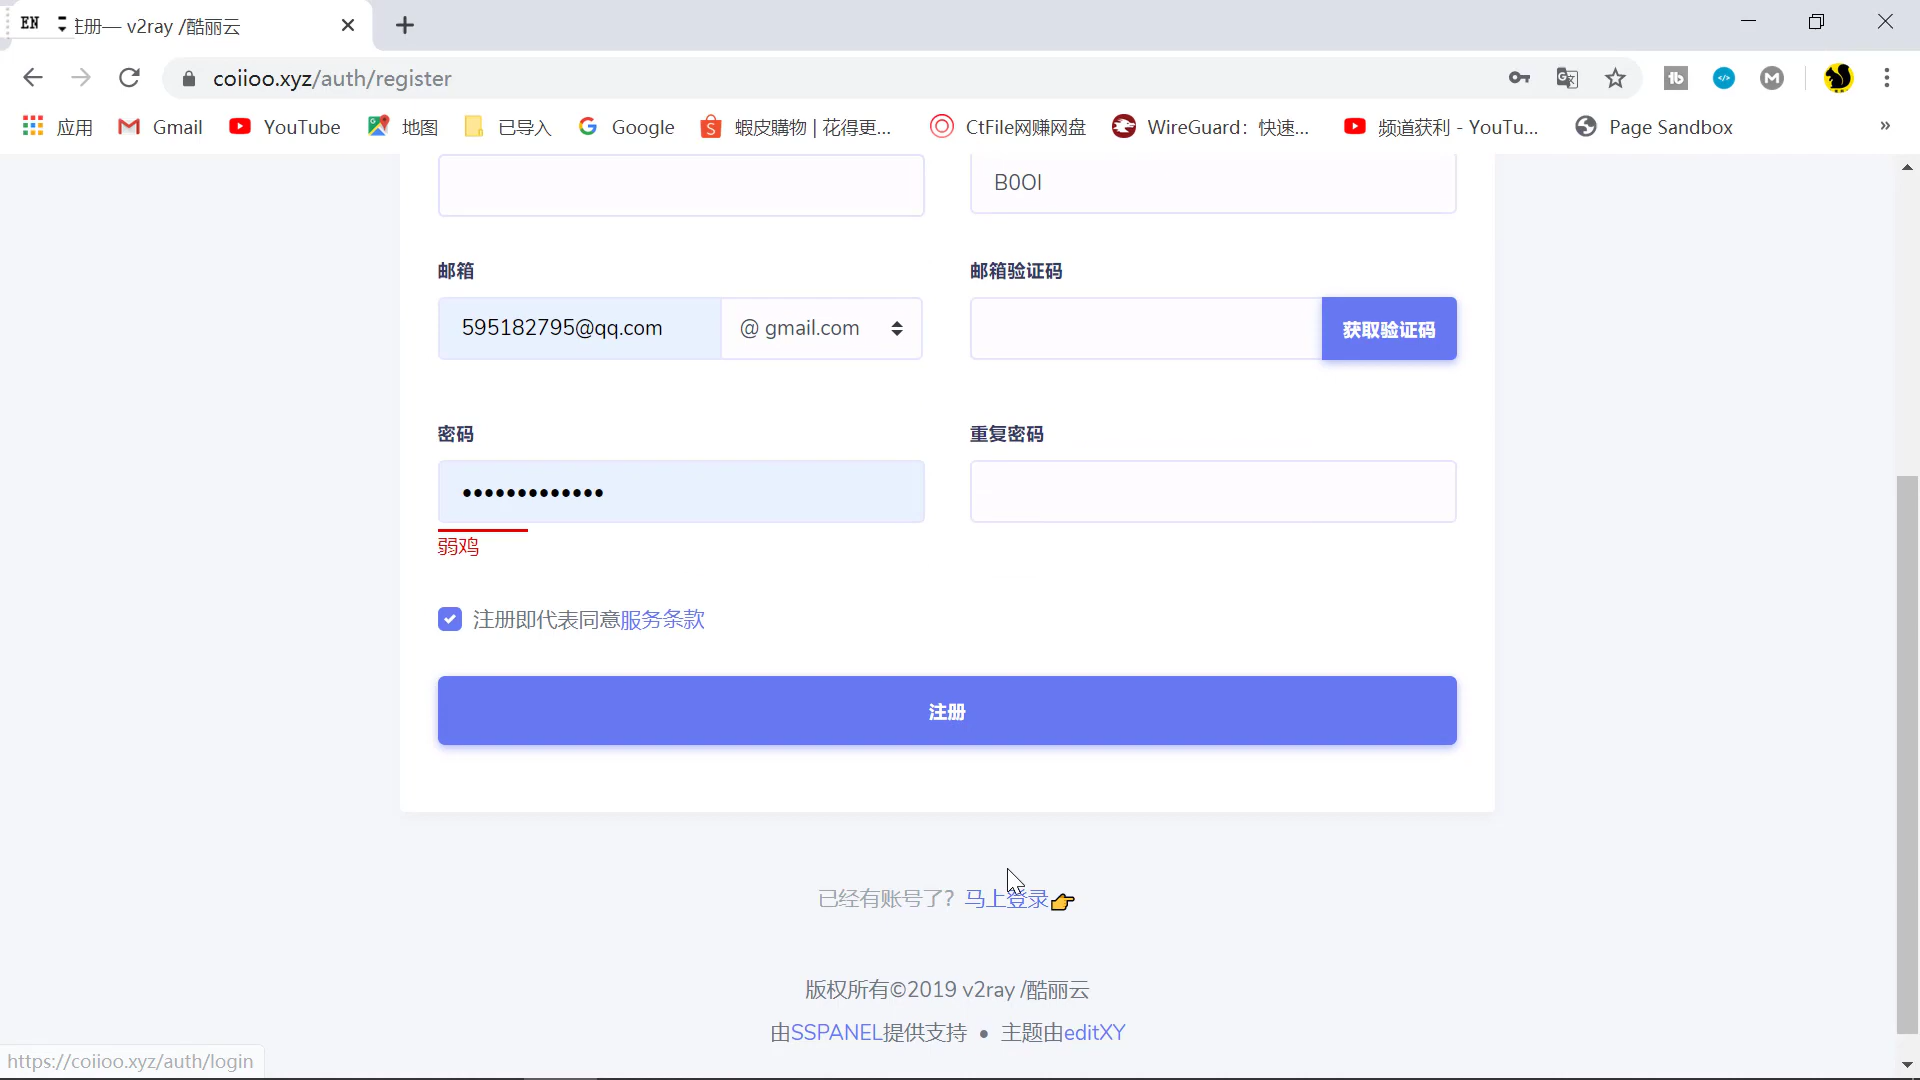 EN
注册— v2ray /酷丽云
coiioo.xyz/auth/register
应用
Gmail
YouTube
地图
已导入
Google
蝦皮購物 | 花得更...
CtFile网赚网盘
WireGuard：快速...
频道获利 - YouTu...
Page Sandbox
B0OI
邮箱
邮箱验证码
595182795@qq.com
@ gmail.com
获取验证码
密码
重复密码
•••••••••••••
弱鸡
注册即代表同意服务条款
注册
已经有账号了？马上登录
版权所有©2019 v2ray /酷丽云
由SSPANEL提供支持 • 主题由editXY
https://coiioo.xyz/auth/login